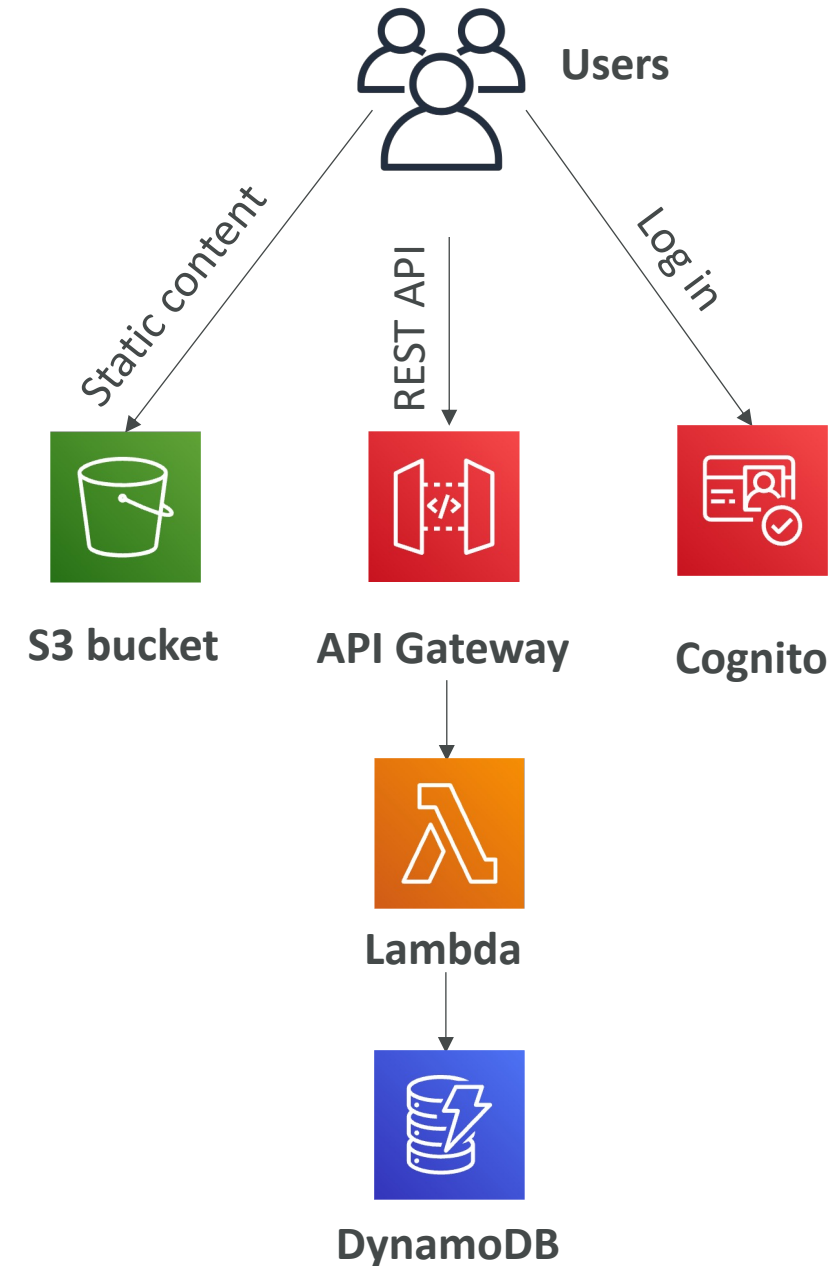 Users
Static content
REST API
Log in
S3 bucket
API Gateway
Cognito
Lambda
DynamoDB